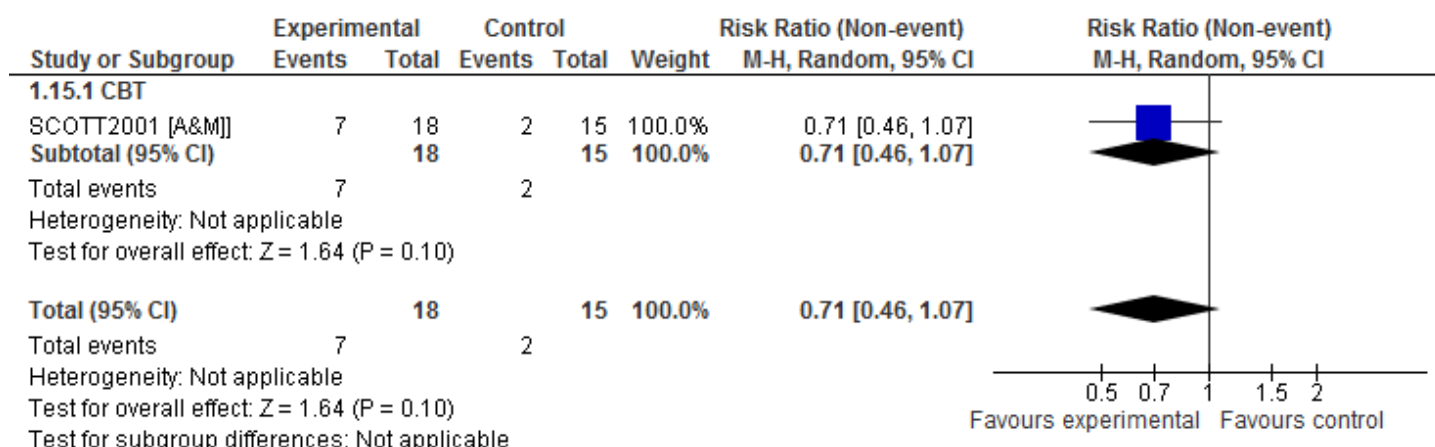 Experimental Control Risk Ratio (Non-event) Risk Ratio (Non-event)
Study or Subgroup Events Total Events Total Weight M-H, Random, 95% CI M-H, Random, 95% CI
1.15.1 CBT
SCOTT2001 [A&M]] 7 18 2 15 100.0% 0.71 [0.46, 1.07]
Subtotal (95% CI) 18 15 100.0% 0.71 [0.46, 1.07]
Total events 7 2
Heterogeneity: Not applicable
Test for overall effect: Z = 1.64 (P = 0.10)
Total (95% CI) 18 15 100.0% 0.71 [0.46, 1.07]
Total events 7 2
Heterogeneity: Not applicable
0.5 0.7 1 1.5 2
Test for overall effect: Z = 1.64 (P = 0.10)
Favours experimental Favours control
Test for subgroup differences: Not applicable